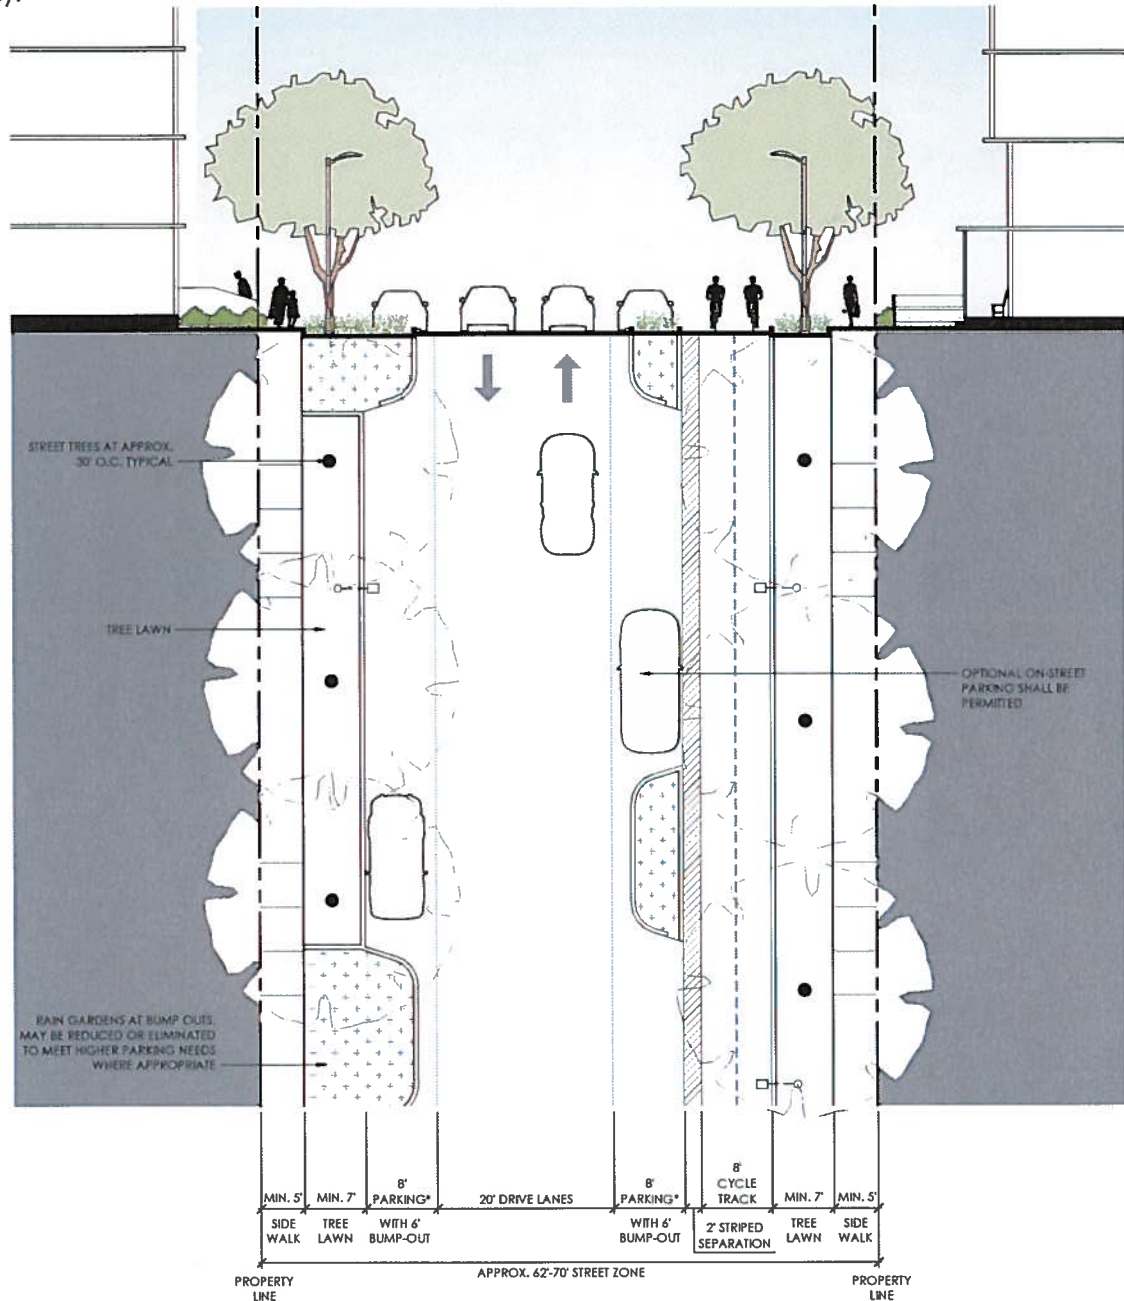 y.
STREET TREES AT APPROX.
30' O.C. TYPICAL
TREE LAWN
OPTIONAL ON-STREET
PARKING SHALL BE
PERMITTED
RAIN GARDENS AT BUMP OUTS.
MAY BE REDUCED OR ELIMINATED
TO MEET HIGHER PARKING NEEDS
WHERE APPROPRIATE
MIN. 5'
MIN. 7'
8'
PARKING*
20' DRIVE LANES
8'
PARKING*
8'
CYCLE
TRACK
MIN. 7'
MIN. 5'
SIDE
WALK
TREE
LAWN
WITH 6'
BUMP-OUT
WITH 6'
BUMP-OUT
2' STRIPED
SEPARATION
TREE
LAWN
SIDE
WALK
APPROX. 62'-70' STREET ZONE
PROPERTY
LINE
PROPERTY
LINE